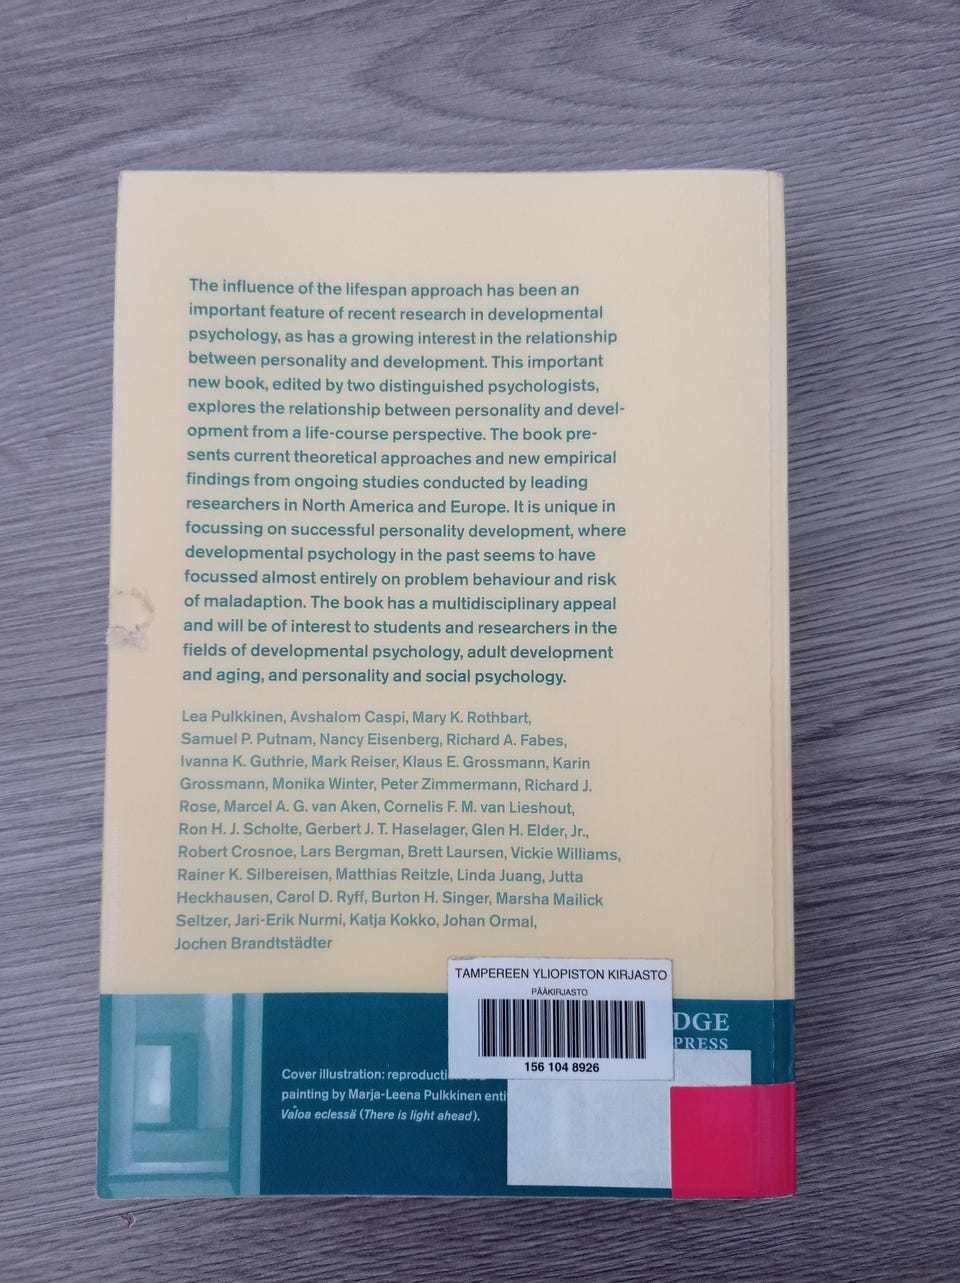 The influence of the lifespan approach has been an
important feature of recent research in developmental
psychology, as has a growing interest in the relationship
between personality and development. This important
new book, edited by two distinguished psychologists,
explores the relationship between personality and devel-
opment from a life-course perspective. The book pre-
sents current theoretical approaches and new empirical
findings from ongoing studies conducted by leading
researchers in North America and Europe. It is unique in
focussing on successful personality development, where
developmental psychology in the past seems to have
focussed almost entirely on problem behaviour and risk
of maladaption. The book has a multidisciplinary appeal
and will be of interest to students and researchers in the
fields of developmental psychology, adult development
and aging, and personality and social psychology.
Lea Pulkkinen, Avshalom Caspi, Mary K. Rothbart,
Samuel P. Putnam, Nancy Eisenberg, Richard A. Fabes,
Ivanna K. Guthrie, Mark Reiser, Klaus E. Grossmann, Karin
Grossmann, Monika Winter, Peter Zimmermann, Richard J.
Rose, Marcel A. G. van Aken, Cornelis F. M. van Lieshout,
Ron H. J. Scholte, Gerbert J. T. Haselager, Glen H. Elder, Jr.,
Robert Crosnoe, Lars Bergman, Brett Laursen, Vickie Williams,
Rainer K. Silbereisen, Matthias Reitzle, Linda Juang, Jutta
Heckhausen, Carol D. Ryff, Burton H. Singer, Marsha Mailick
Seltzer, Jari-Erik Nurmi, Katja Kokko, Johan Ormal,
Jochen Brandtstädter
TAMPEREEN YLIOPISTON KIRJASTO
PÄÄKIRJASTO
156 104 8926
DGE
PRESS
Cover illustration: reproducti
painting by Marja-Leena Pulkkinen enti
Valoa eclessä (There is light ahead).